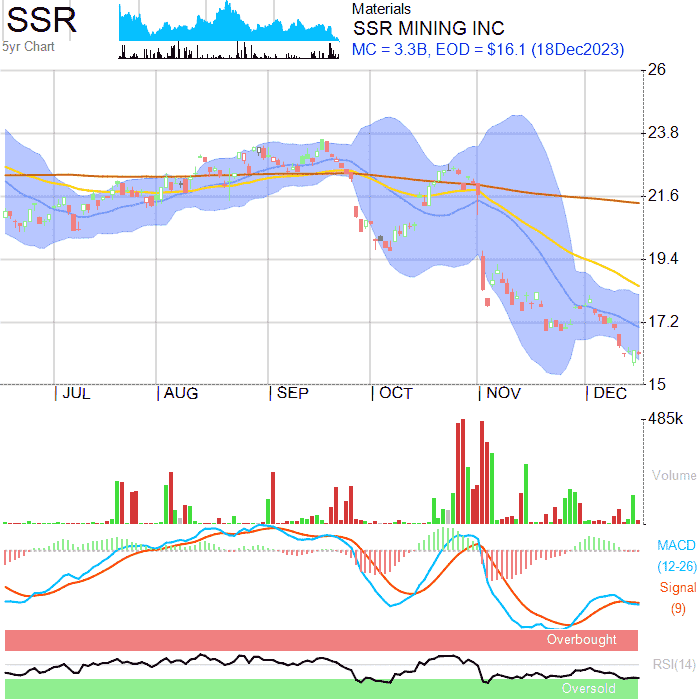 SSR
5yr Chart
Materials
SSR MINING INC
MC = 3.3B, EOD = $16.1 (18Dec2023)
26
23.8
21.6
19.4
17.2
15
JUL AUG SEP OCT NOV DEC
485k
Volume
MACD
(12-26)
Signal
(9)
Overbought
RSI(14)
Oversold